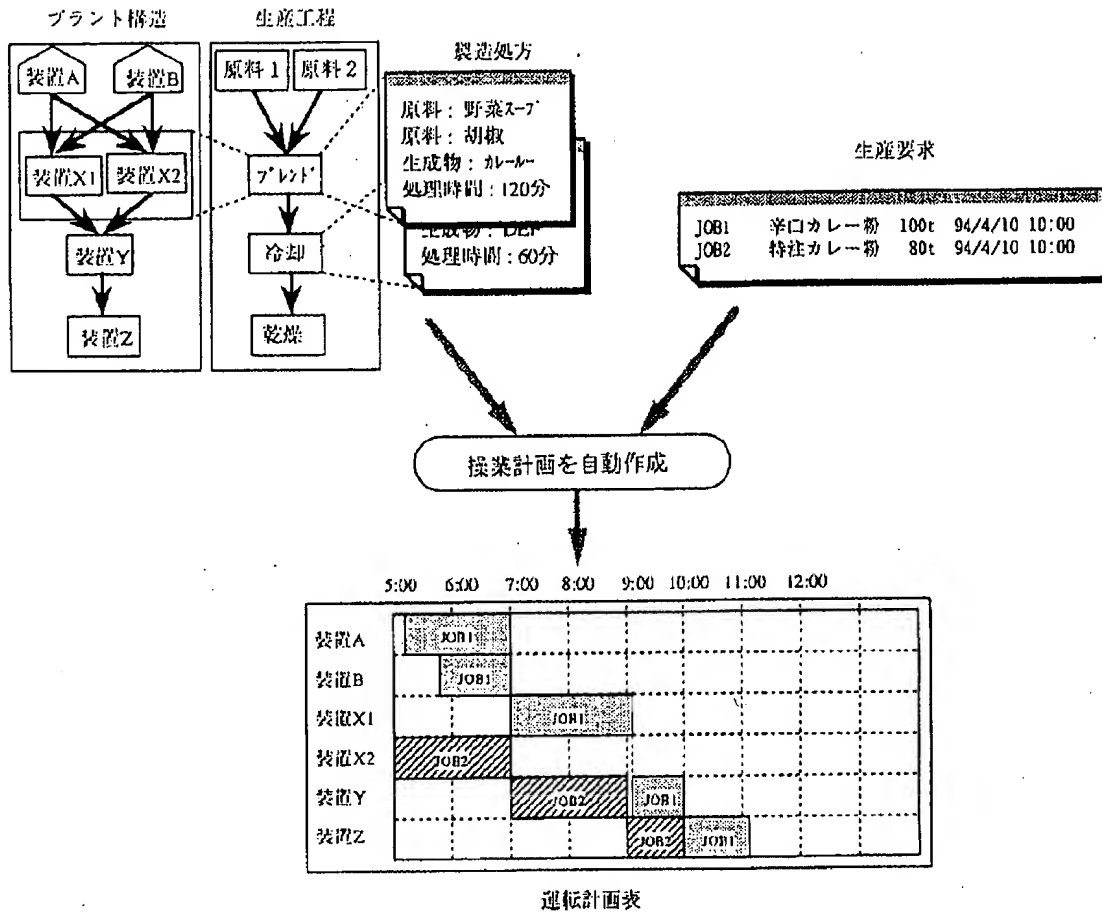 プラント構造
装置A
装置B
装置X1
装置X2
装置Y
装置Z
生産工程
原料1
原料2
ブレンド
冷却
乾燥
製造処方
原料：野菜スープ
原料：胡椒
生成物：カレールー
処理時間：120分
生成物：DEF
処理時間：60分
生産要求
JOB1 辛口カレー粉 100t 94/4/10 10:00
JOB2 特注カレー粉 80t 94/4/10 10:00
操業計画を自動作成
5:00 6:00 7:00 8:00 9:00 10:00 11:00 12:00
装置A JOB1
装置B JOB1
装置X1 JOB1
装置X2 JOB2
装置Y JOB2 JOB1
装置Z JOB2 JOB1
運転計画表